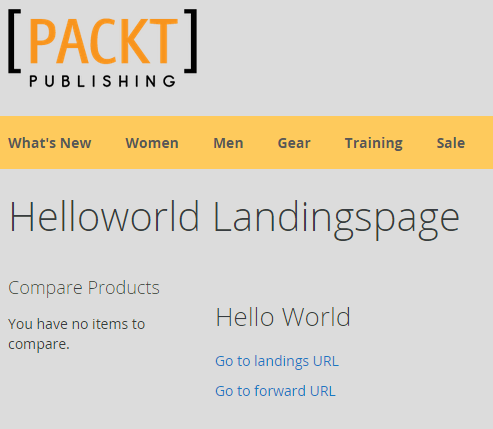 [PACKT]
PUBLISHING
What's New Women Men Gear Training Sale
Helloworld Landingspage
Compare Products
You have no items to
compare.
Hello World
Go to landings URL
Go to forward URL